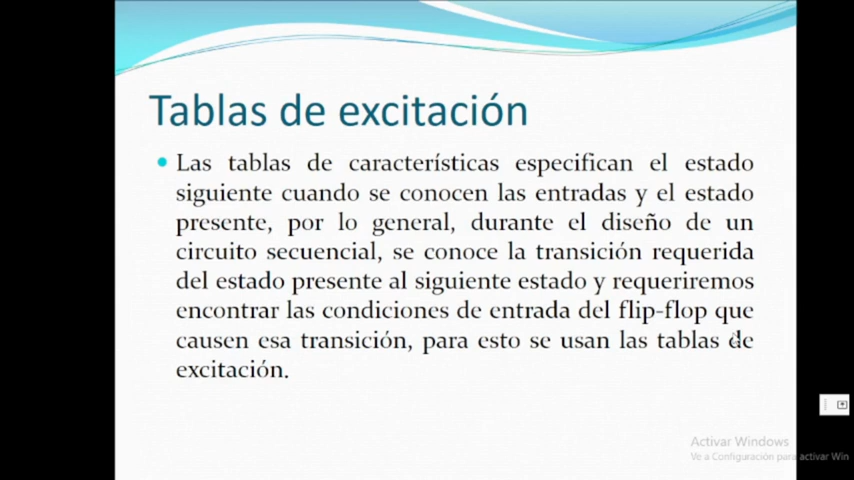 Tablas de excitación
Las tablas de características especifican el estado
siguiente cuando se conocen las entradas y el estado
presente, por lo general, durante el diseño de un
circuito secuencial, se conoce la transición requerida
del estado presente al siguiente estado y requeriremos
encontrar las condiciones de entrada del flip-flop que
causen esa transición, para esto se usan las tablas de
excitación.
Activar Windows
Ve a Configuración para activar Win